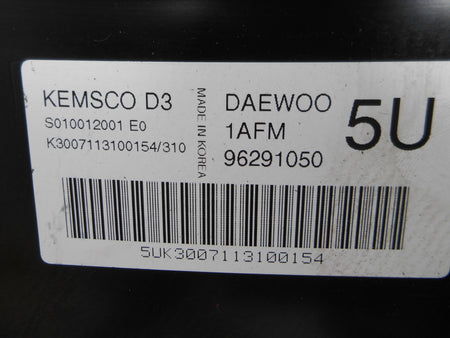 KEMSCO D3
S010012001 E0
K3007113100154/310
MADE IN KOREA
DAEWOO
1AFM
96291050
5U
5UK3007113100154